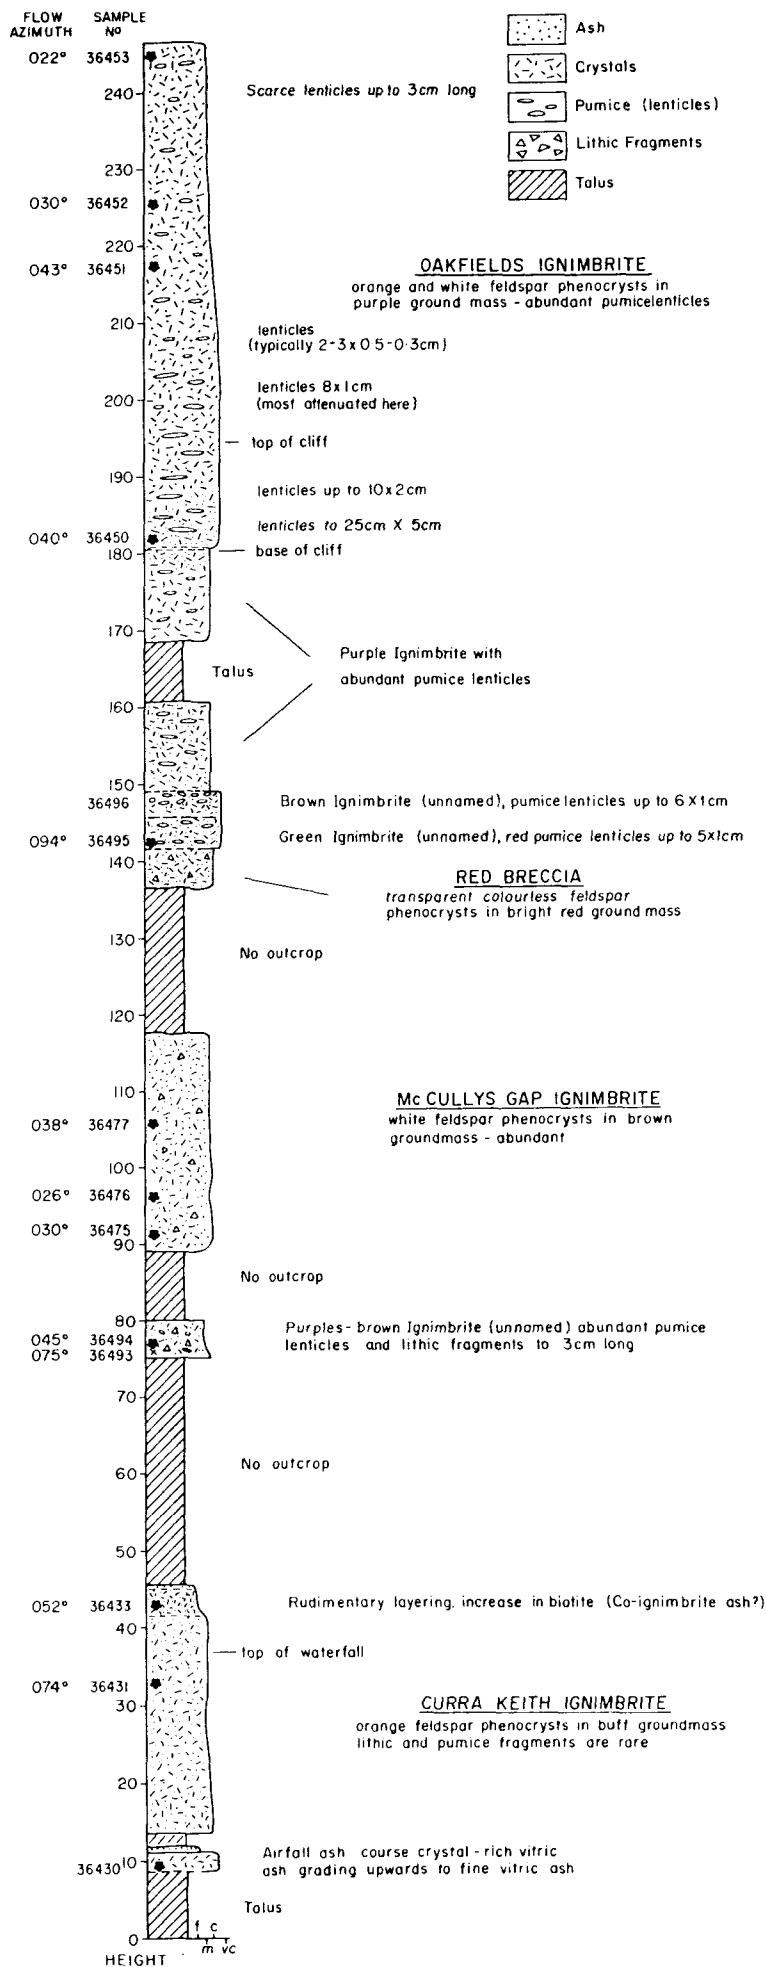 FLOW AZIMUTH
SAMPLE Nº
Ash
Crystals
Pumice (lenticles)
Lithic Fragments
Talus
022° 36453
240
Scarce lenticles up to 3cm long
230
030° 36452
220
043° 36451
OAKFIELDS IGNIMBRITE
orange and white feldspar phenocrysts in
purple ground mass - abundant pumicelenticles
210
lenticles
(typically 2-3 x 0.5-0.3cm)
lenticles 8x1cm
(most attenuated here)
200
top of cliff
190
lenticles up to 10x2cm
lenticles to 25cm X 5cm
040° 36450
base of cliff
180
170
Talus
Purple Ignimbrite with
abundant pumice lenticles
160
150
36496
Brown Ignimbrite (unnamed), pumice lenticles up to 6X1cm
094° 36495
Green Ignimbrite (unnamed), red pumice lenticles up to 5x1cm
140
RED BRECCIA
transparent colourless feldspar
phenocrysts in bright red ground mass
130
No outcrop
120
110
Mc CULLYS GAP IGNIMBRITE
white feldspar phenocrysts in brown
groundmass - abundant
038° 36477
100
026° 36476
030° 36475
90
No outcrop
80
Purples-brown Ignimbrite (unnamed) abundant pumice
lenticles and lithic fragments to 3cm long
045° 36494
075° 36493
70
No outcrop
60
50
052° 36433
Rudimentary layering, increase in biotite (Co-ignimbrite ash?)
40
top of waterfall
074° 36431
30
CURRA KEITH IGNIMBRITE
orange feldspar phenocrysts in buff groundmass
lithic and pumice fragments are rare
20
Airfall ash course crystal-rich vitric
ash grading upwards to fine vitric ash
36430 10
Talus
0
f c
m vc
HEIGHT